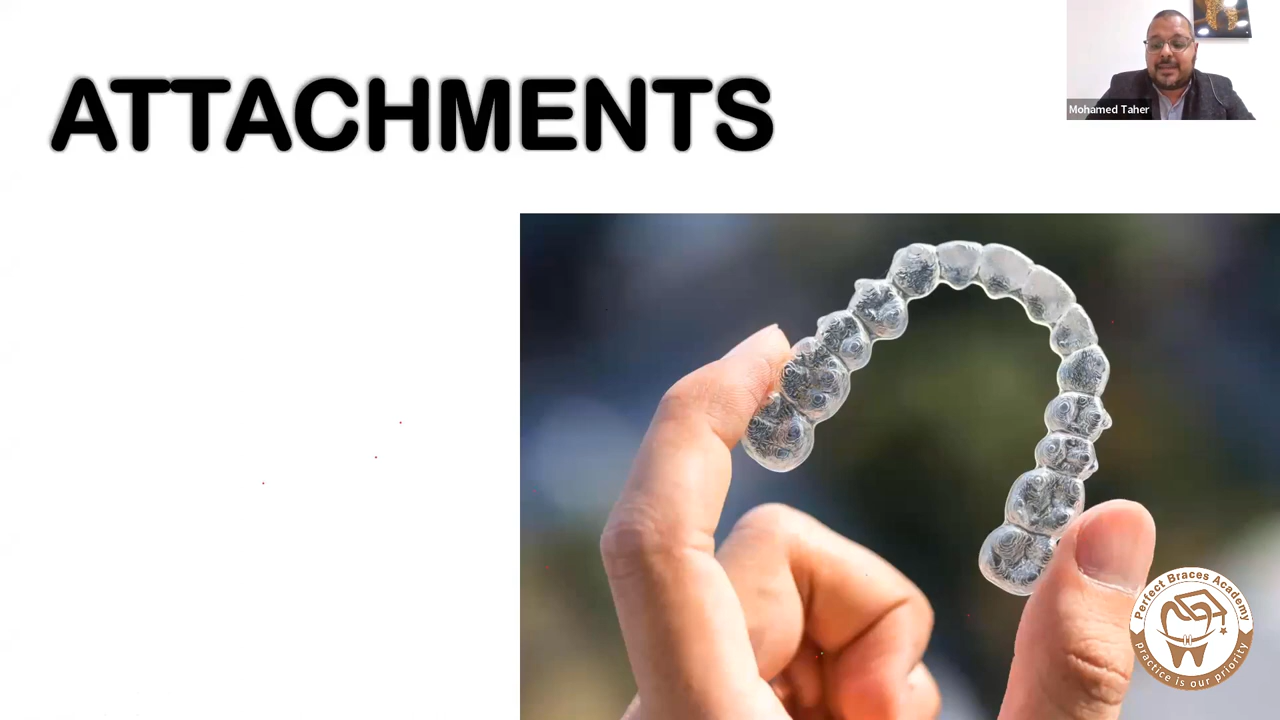 ATTACHMENTS
Mohamed Taher
Perfect Braces Academy
practice is our priority